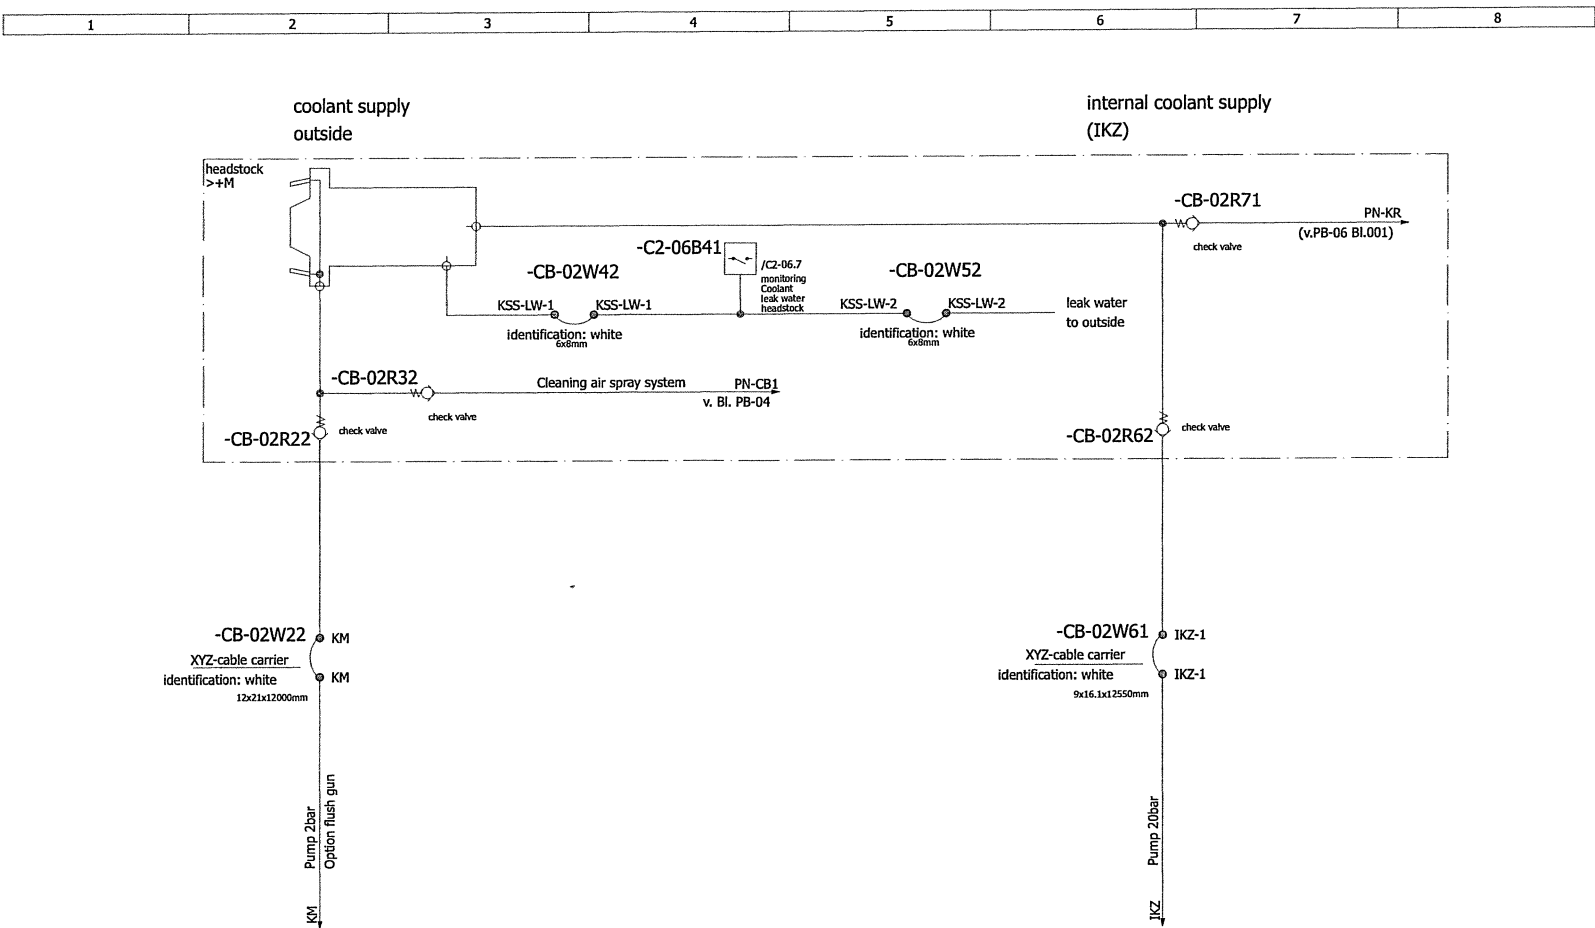 1 2 3 4 5 6 7 8
coolant supply
outside
internal coolant supply
(IKZ)
headstock
>+M
-CB-02R71
PN-KR
(v.PB-06 Bl.001)
check valve
-C2-06B41
/C2-06.7
monitoring
Coolant
leak water
headstock
-CB-02W42
KSS-LW-1 KSS-LW-1
identification: white
6x8mm
-CB-02W52
KSS-LW-2 KSS-LW-2
identification: white
6x8mm
leak water
to outside
-CB-02R32
check valve
Cleaning air spray system
PN-CB1
v. Bl. PB-04
-CB-02R22
check valve
-CB-02R62
check valve
-CB-02W22
KM
XYZ-cable carrier
identification: white
KM
12x21x12000mm
-CB-02W61
IKZ-1
XYZ-cable carrier
identification: white
IKZ-1
9x16.1x12550mm
Pump 2bar
Option flush gun
KM
Pump 20bar
IKZ